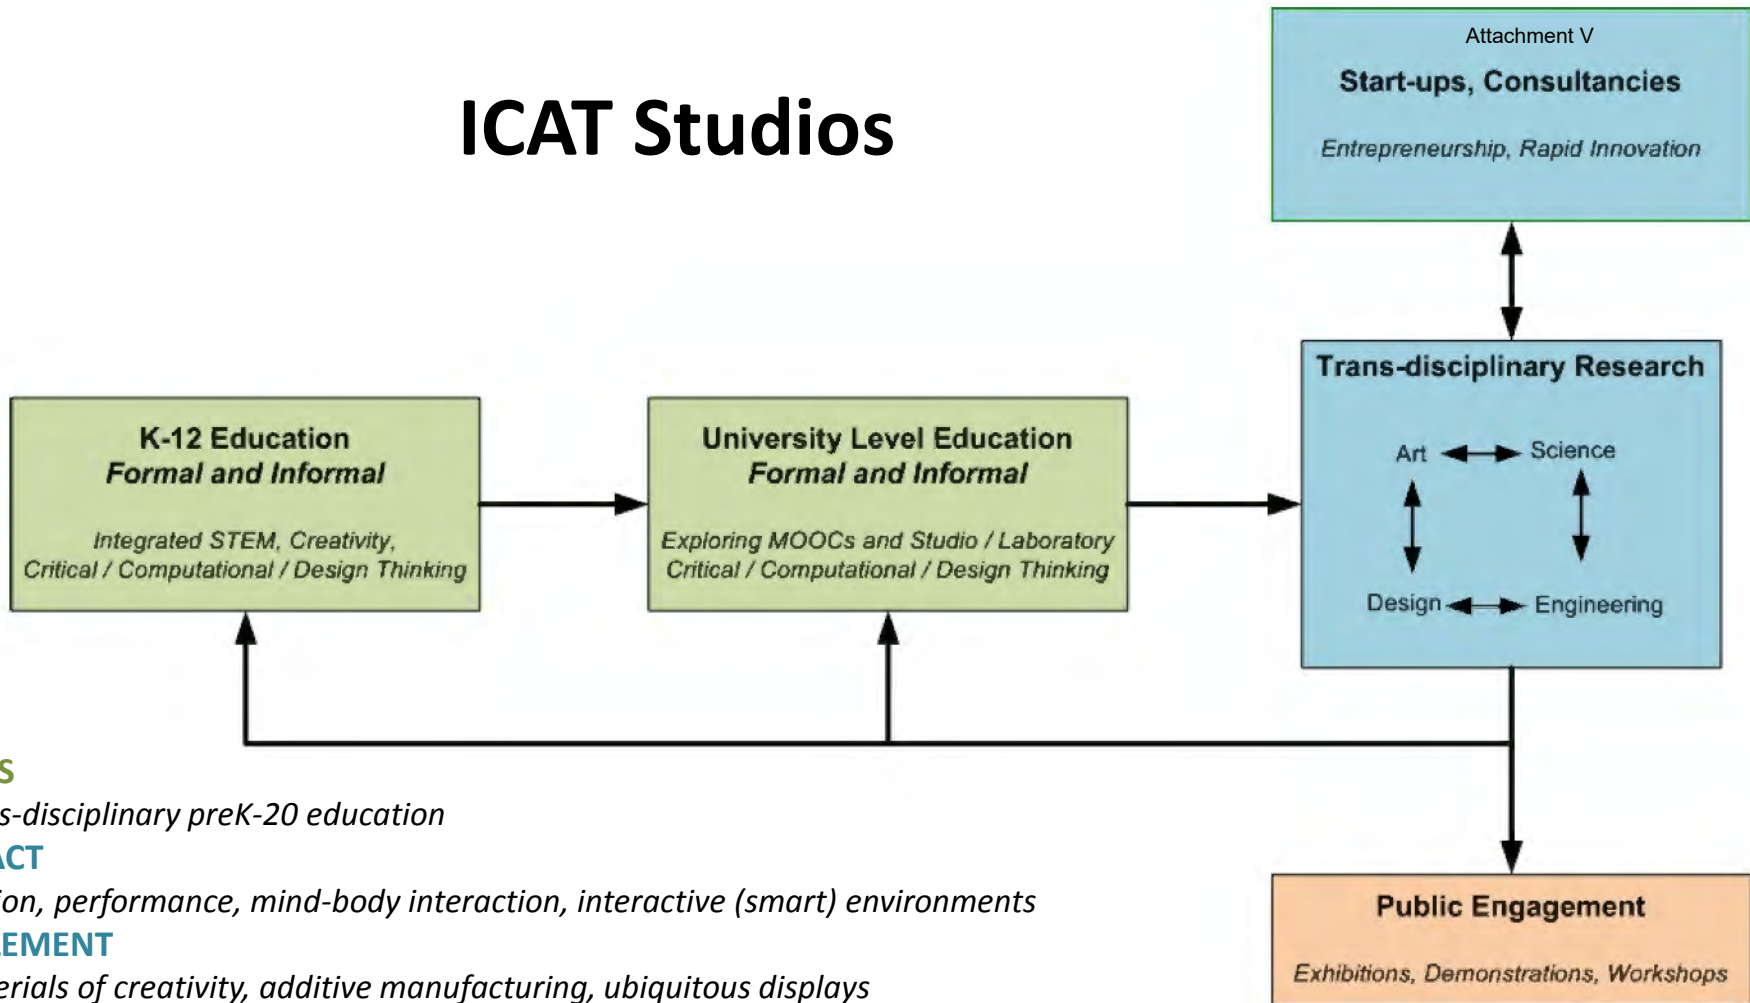 Attachment V
Start-ups, Consultancies
Entrepreneurship, Rapid Innovation
ICAT Studios
Trans-disciplinary Research
Art
Science
Design
Engineering
K-12 Education
Formal and Informal
Integrated STEM, Creativity,
Critical / Computational / Design Thinking
University Level Education
Formal and Informal
Exploring MOOCs and Studio / Laboratory
Critical / Computational / Design Thinking
S
s-disciplinary preK-20 education
ACT
ion, performance, mind-body interaction, interactive (smart) environments
LEMENT
erials of creativity, additive manufacturing, ubiquitous displays
Public Engagement
Exhibitions, Demonstrations, Workshops